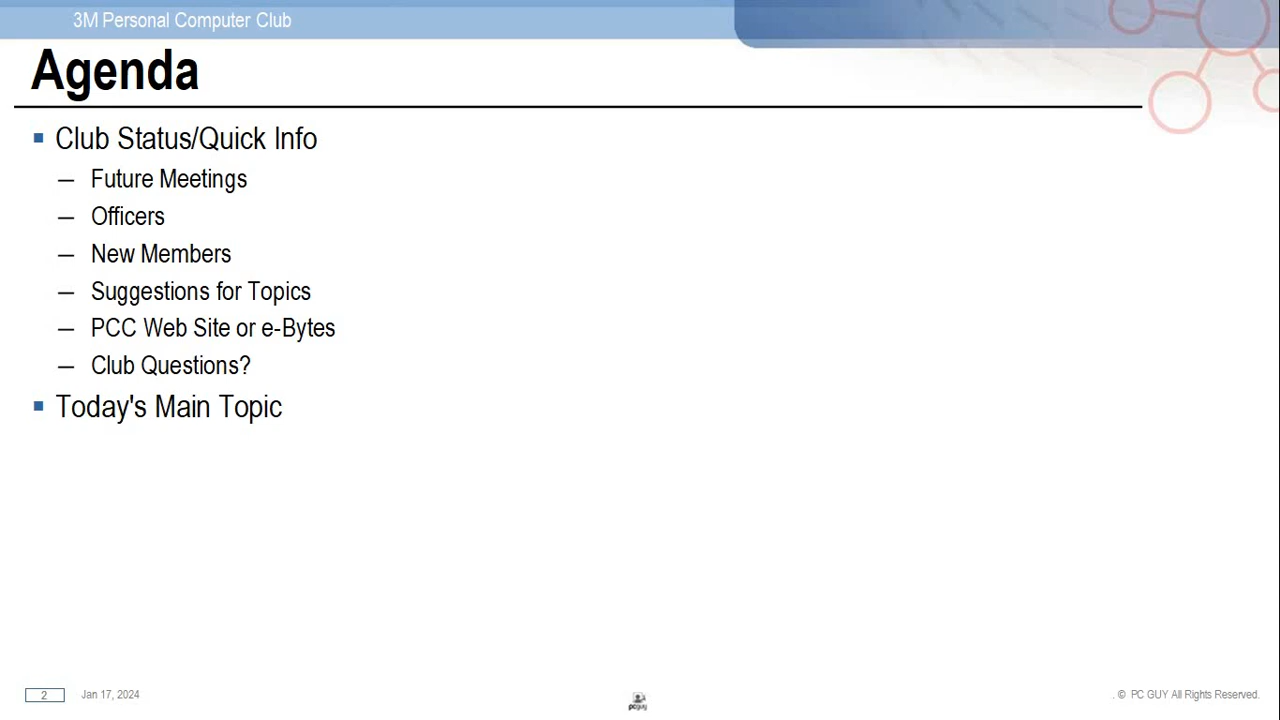 3M Personal Computer Club
Agenda
Club Status/Quick Info
— Future Meetings
— Officers
— New Members
— Suggestions for Topics
— PCC Web Site or e-Bytes
— Club Questions?
Today's Main Topic
2 Jan 17, 2024
pcguy
. © PC GUY All Rights Reserved.